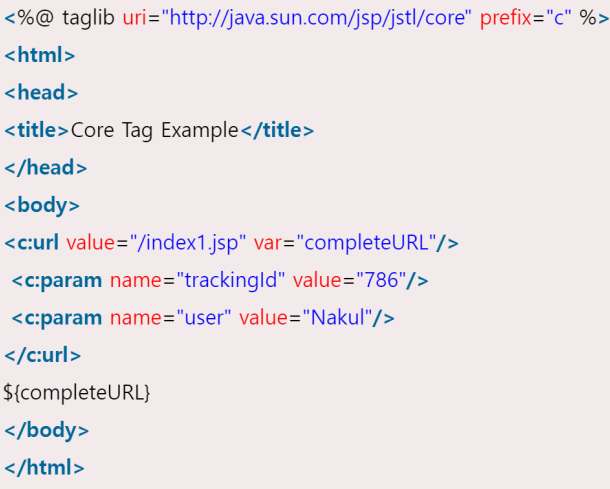 <%@ taglib uri="http://java.sun.com/jsp/jstl/core" prefix="c" %>
<html>
<head>
<title>Core Tag Example</title>
</head>
<body>
<c:url value="/index1.jsp" var="completeURL"/>
<c:param name="trackingId" value="786"/>
<c:param name="user" value="Nakul"/>
</c:url>
${completeURL}
</body>
</html>